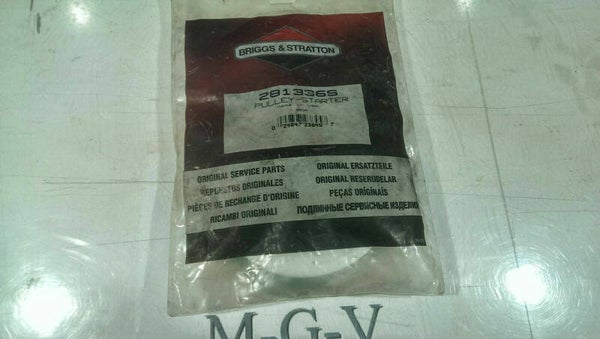 BRIGGS & STRATTON
281336S
PULLEY-STARTER
ORIGINAL SERVICE PARTS
REPUESTOS ORIGINALES
PIÈCES DE RECHANGE D'ORIGINE
RICAMBI ORIGINALI
ORIGINAL ERSATZTEILE
ORIGINAL RESERVDELAR
PEÇAS ORIGINAIS
ПОДЛИННЫЕ СЕРВИСНЫЕ ИЗДЕЛИЯ
M-G-V